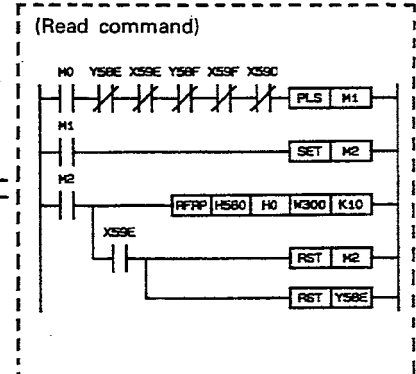 (Read command)
M0 Y58E X59E Y58F X59F X59D
PLS M1
M1
SET M2
M2
RFRP H580 H0 W300 K10
X59E
RST M2
RST Y58E